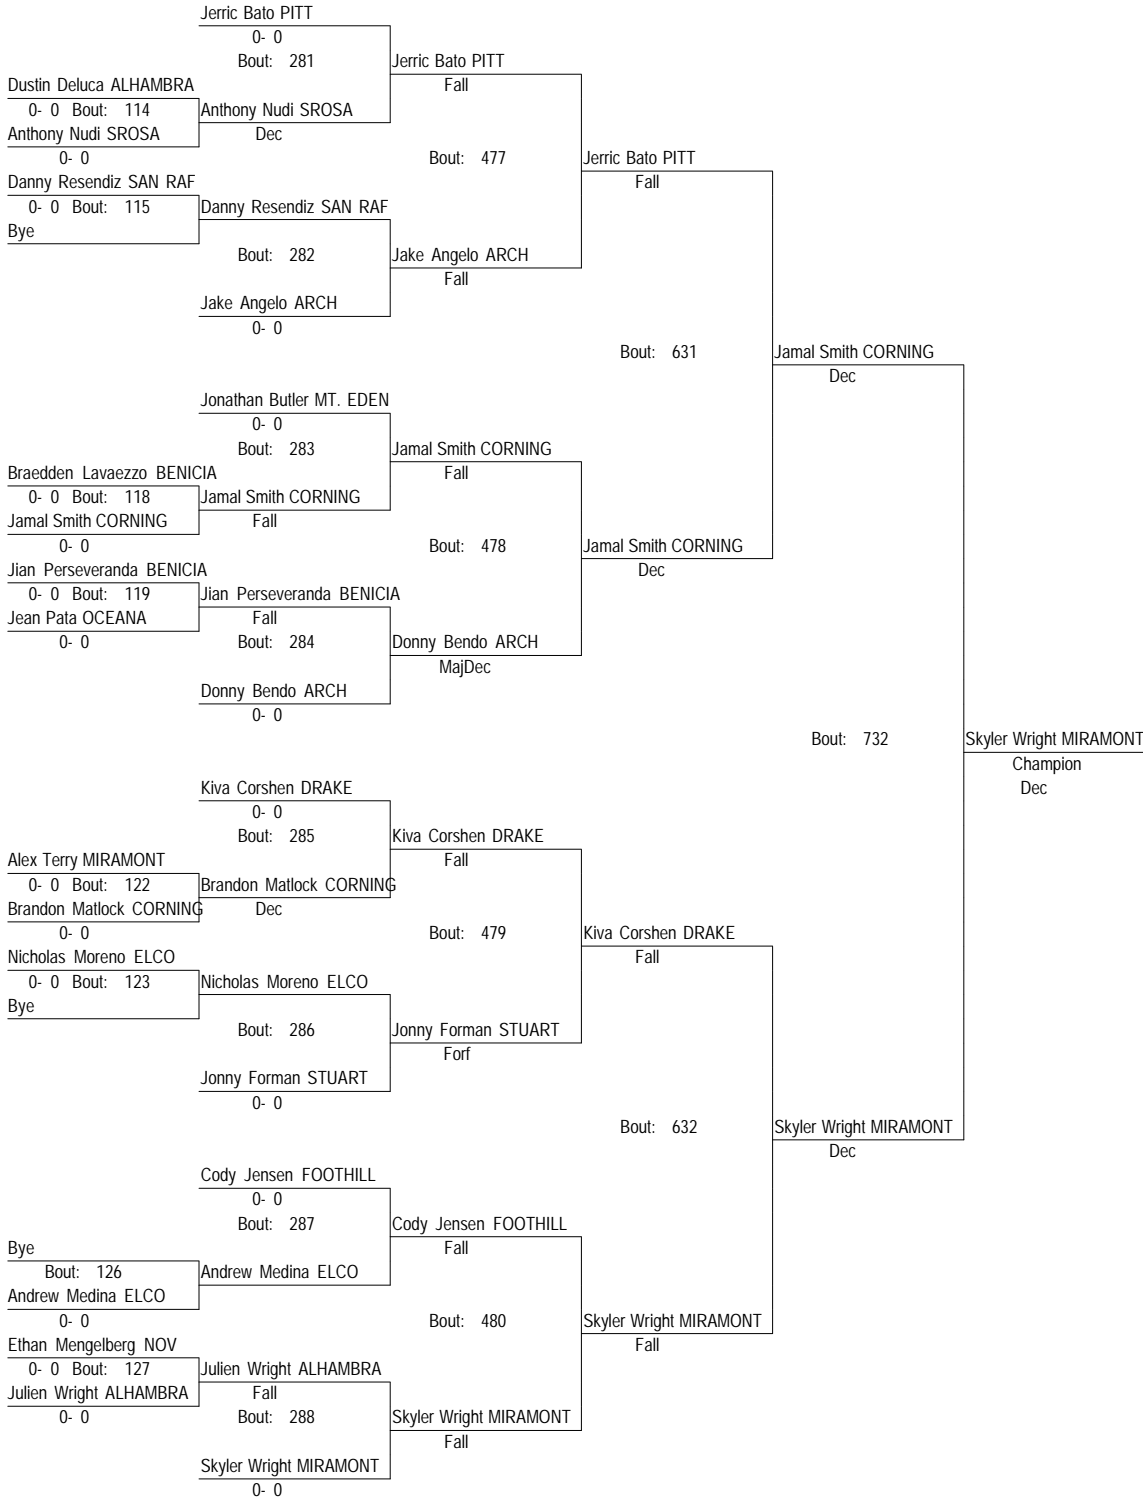 Jerric Bato PITT
0- 0
Bout: 281
Jerric Bato PITT
Fall
Dustin Deluca ALHAMBRA
0- 0 Bout: 114
Anthony Nudi SROSA
Anthony Nudi SROSA
Dec
0- 0
Bout: 477
Jerric Bato PITT
Fall
Danny Resendiz SAN RAF
0- 0 Bout: 115
Danny Resendiz SAN RAF
Bye
Bout: 282
Jake Angelo ARCH
Fall
Jake Angelo ARCH
0- 0
Bout: 631
Jamal Smith CORNING
Dec
Jonathan Butler MT. EDEN
0- 0
Bout: 283
Jamal Smith CORNING
Fall
Braedden Lavaezzo BENICIA
0- 0 Bout: 118
Jamal Smith CORNING
Jamal Smith CORNING
Fall
0- 0
Bout: 478
Jamal Smith CORNING
Dec
Jian Perseveranda BENICIA
0- 0 Bout: 119
Jian Perseveranda BENICIA
Jean Pata OCEANA
Fall
0- 0
Bout: 284
Donny Bendo ARCH
MajDec
Donny Bendo ARCH
0- 0
Bout: 732
Skyler Wright MIRAMONT
Champion
Dec
Kiva Corshen DRAKE
0- 0
Bout: 285
Kiva Corshen DRAKE
Fall
Alex Terry MIRAMONT
0- 0 Bout: 122
Brandon Matlock CORNING
Brandon Matlock CORNING
Dec
0- 0
Bout: 479
Kiva Corshen DRAKE
Fall
Nicholas Moreno ELCO
0- 0 Bout: 123
Nicholas Moreno ELCO
Bye
Bout: 286
Jonny Forman STUART
Forf
Jonny Forman STUART
0- 0
Bout: 632
Skyler Wright MIRAMONT
Dec
Cody Jensen FOOTHILL
0- 0
Bout: 287
Cody Jensen FOOTHILL
Fall
Bye
Bout: 126
Andrew Medina ELCO
Andrew Medina ELCO
0- 0
Bout: 480
Skyler Wright MIRAMONT
Fall
Ethan Mengelberg NOV
0- 0 Bout: 127
Julien Wright ALHAMBRA
Julien Wright ALHAMBRA
Fall
0- 0
Bout: 288
Skyler Wright MIRAMONT
Fall
Skyler Wright MIRAMONT
0- 0